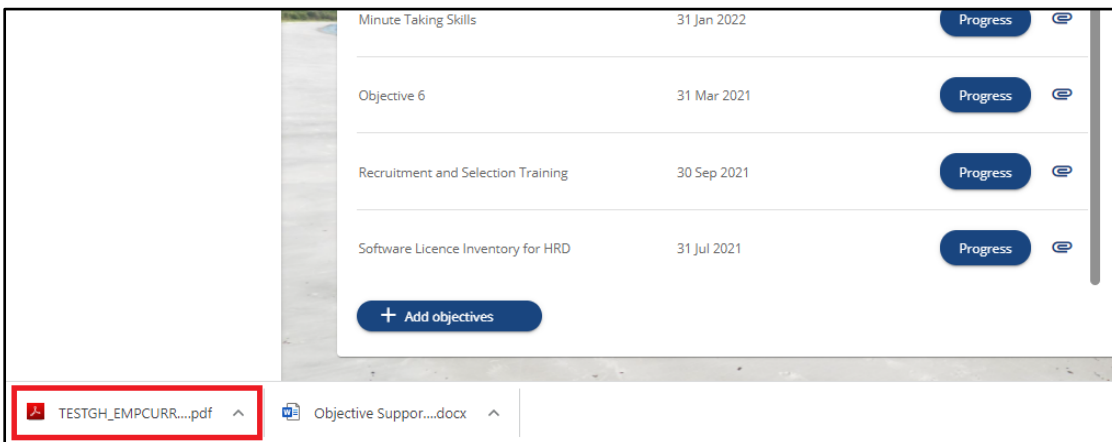 Minute Taking Skills 31 Jan 2022 Progress
Objective 6 31 Mar 2021 Progress
Recruitment and Selection Training 30 Sep 2021 Progress
Software Licence Inventory for HRD 31 Jul 2021 Progress
+ Add objectives
TESTGH_EMPCURR....pdf Objective Suppor....docx